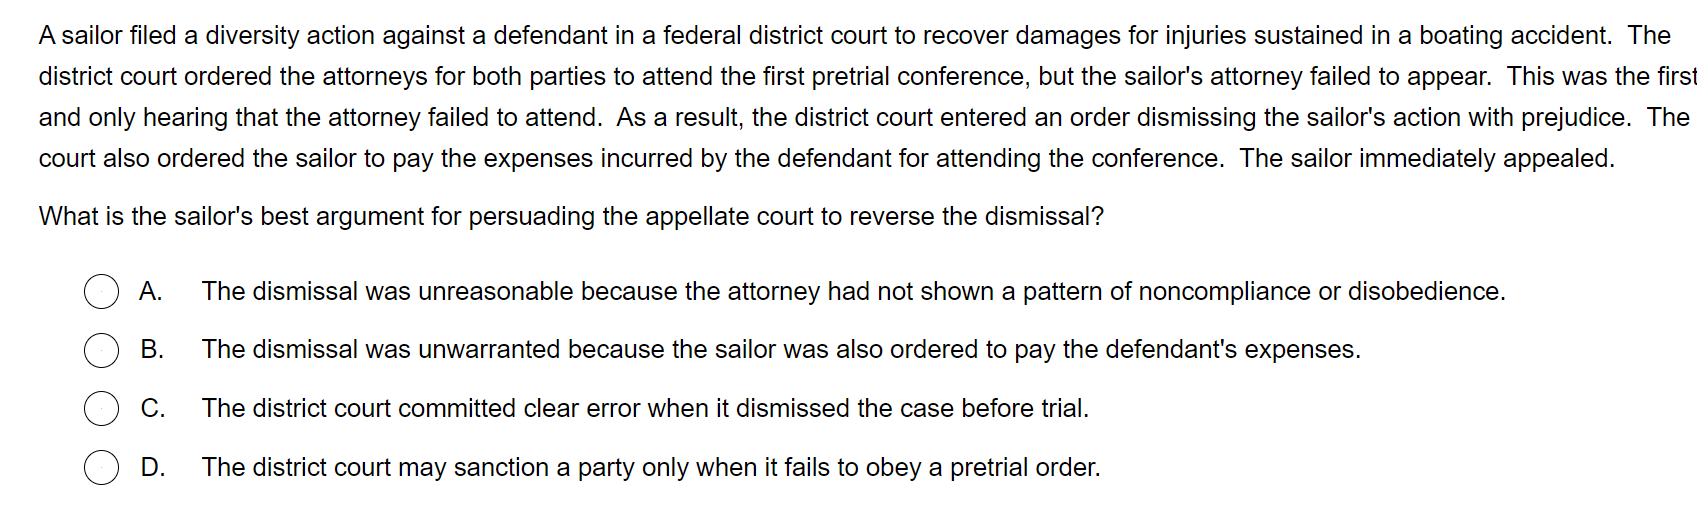 A sailor filed a diversity action against a defendant in a federal district court to recover damages for injuries sustained in a boating accident.  The
district court ordered the attorneys for both parties to attend the first pretrial conference, but the sailor's attorney failed to appear.  This was the first
and only hearing that the attorney failed to attend.  As a result, the district court entered an order dismissing the sailor's action with prejudice.  The
court also ordered the sailor to pay the expenses incurred by the defendant for attending the conference.  The sailor immediately appealed.
What is the sailor's best argument for persuading the appellate court to reverse the dismissal?
A. The dismissal was unreasonable because the attorney had not shown a pattern of noncompliance or disobedience.
B. The dismissal was unwarranted because the sailor was also ordered to pay the defendant's expenses.
C. The district court committed clear error when it dismissed the case before trial.
D. The district court may sanction a party only when it fails to obey a pretrial order.